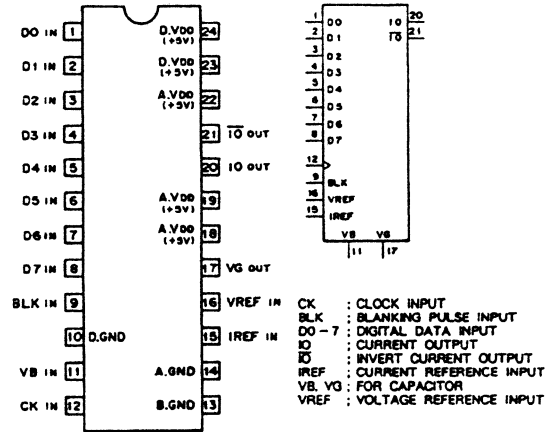 D0 IN 1
D1 IN 2
D2 IN 3
D3 IN 4
D4 IN 5
D5 IN 6
D6 IN 7
D7 IN 8
BLK IN 9
10 D.GND
VB IN 11
CK IN 12
D.VDD (+5V) 24
D.VDD (+5V) 23
A.VDD (+5V) 22
21 I̅O̅ OUT
20 IO OUT
A.VDD (+5V) 19
A.VDD (+5V) 18
17 VG OUT
16 VREF IN
15 IREF IN
A.GND 14
B.GND 13
1 D0 IO 20
2 D1 I̅O̅ 21
3 D2
4 D3
5 D4
6 D5
7 D6
8 D7
12
9 BLK
16 VREF
15 IREF
VB VG
11 17
CK : CLOCK INPUT
BLK : BLANKING PULSE INPUT
D0-7 : DIGITAL DATA INPUT
IO : CURRENT OUTPUT
I̅O̅ : INVERT CURRENT OUTPUT
IREF : CURRENT REFERENCE INPUT
VB, VG : FOR CAPACITOR
VREF : VOLTAGE REFERENCE INPUT